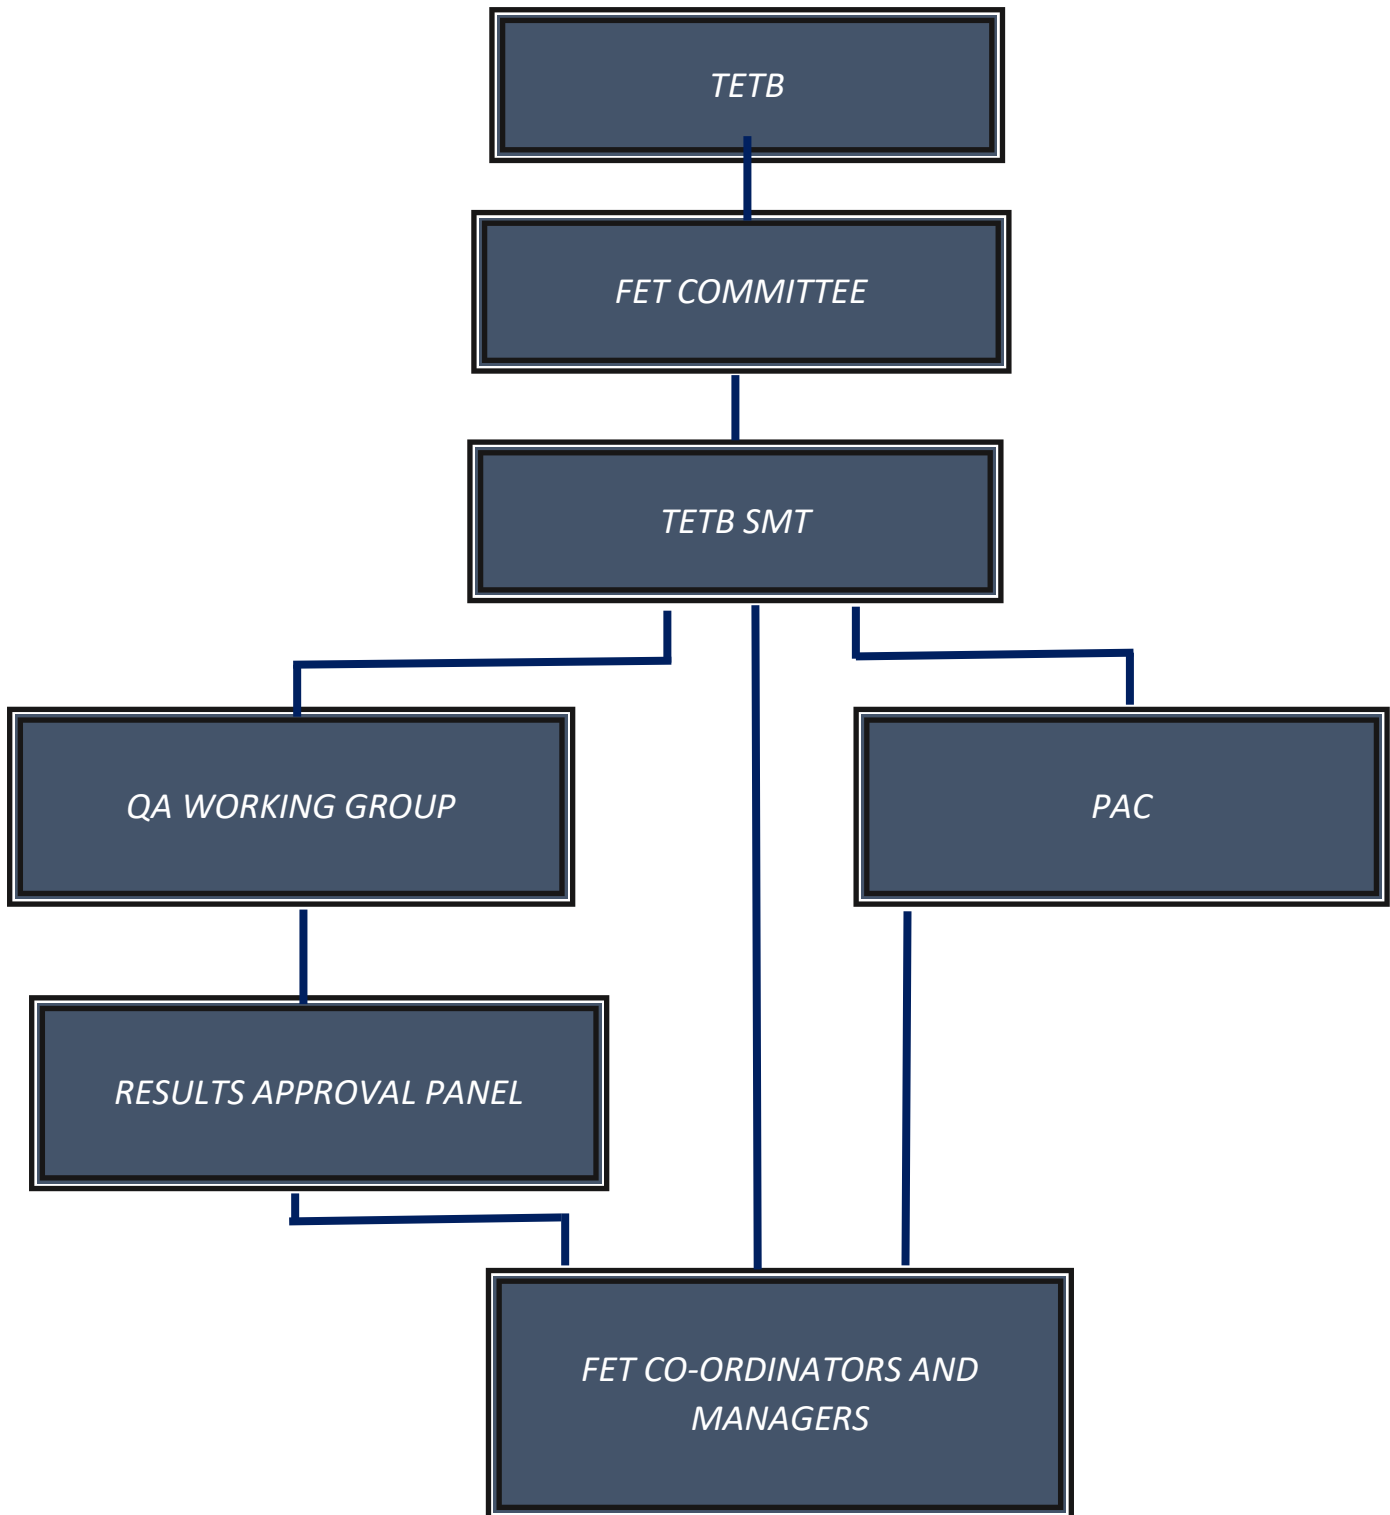 TETB
FET COMMITTEE
TETB SMT
QA WORKING GROUP
PAC
RESULTS APPROVAL PANEL
FET CO-ORDINATORS AND
MANAGERS